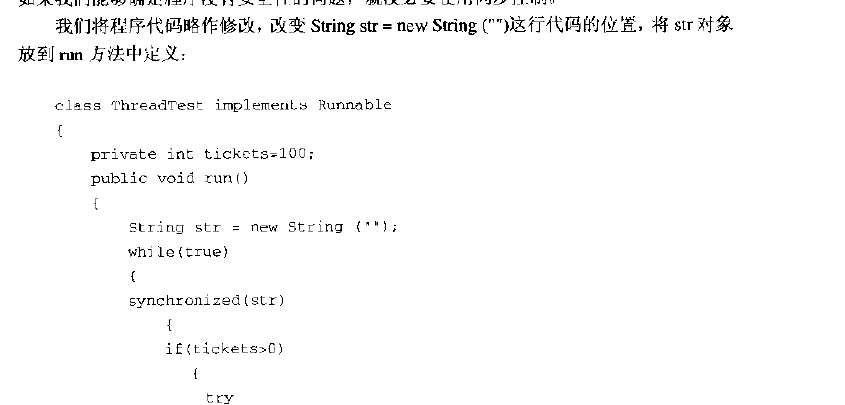 我们将程序代码略作修改，改变 String str = new String ("")这行代码的位置，将 str 对象
放到 run 方法中定义：
class ThreadTest implements Runnable
{
private int tickets=100;
public void run()
{
String str = new String ("");
while(true)
{
synchronized(str)
{
if(tickets>0)
{
try